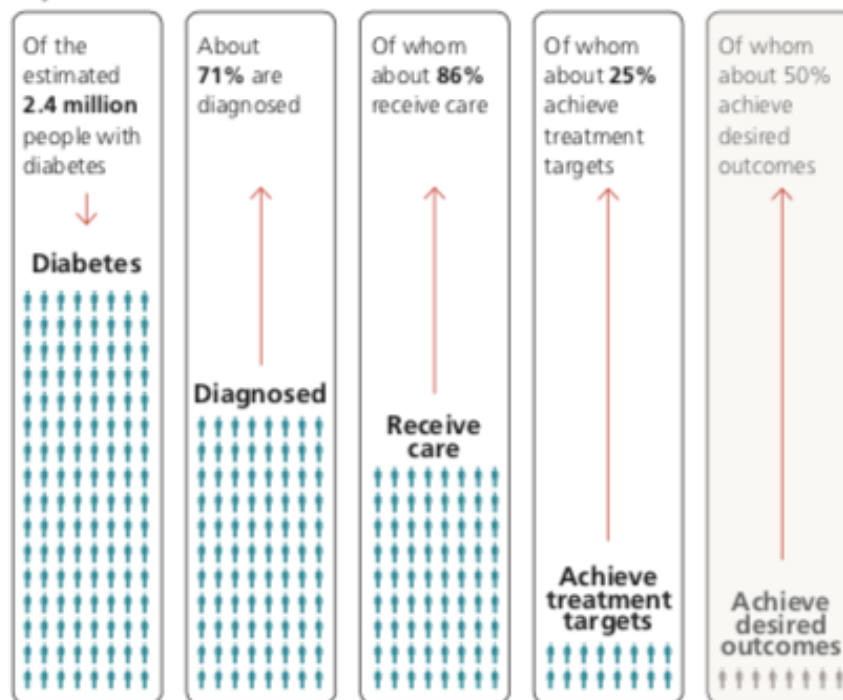 Of the
estimated
2.4 million
people with
diabetes
Diabetes
About
71% are
diagnosed
Diagnosed
Of whom
about 86%
receive care
Receive
care
Of whom
about 25%
achieve
treatment
targets
Achieve
treatment
targets
Of whom
about 50%
achieve
desired
outcomes
Achieve
desired
outcomes